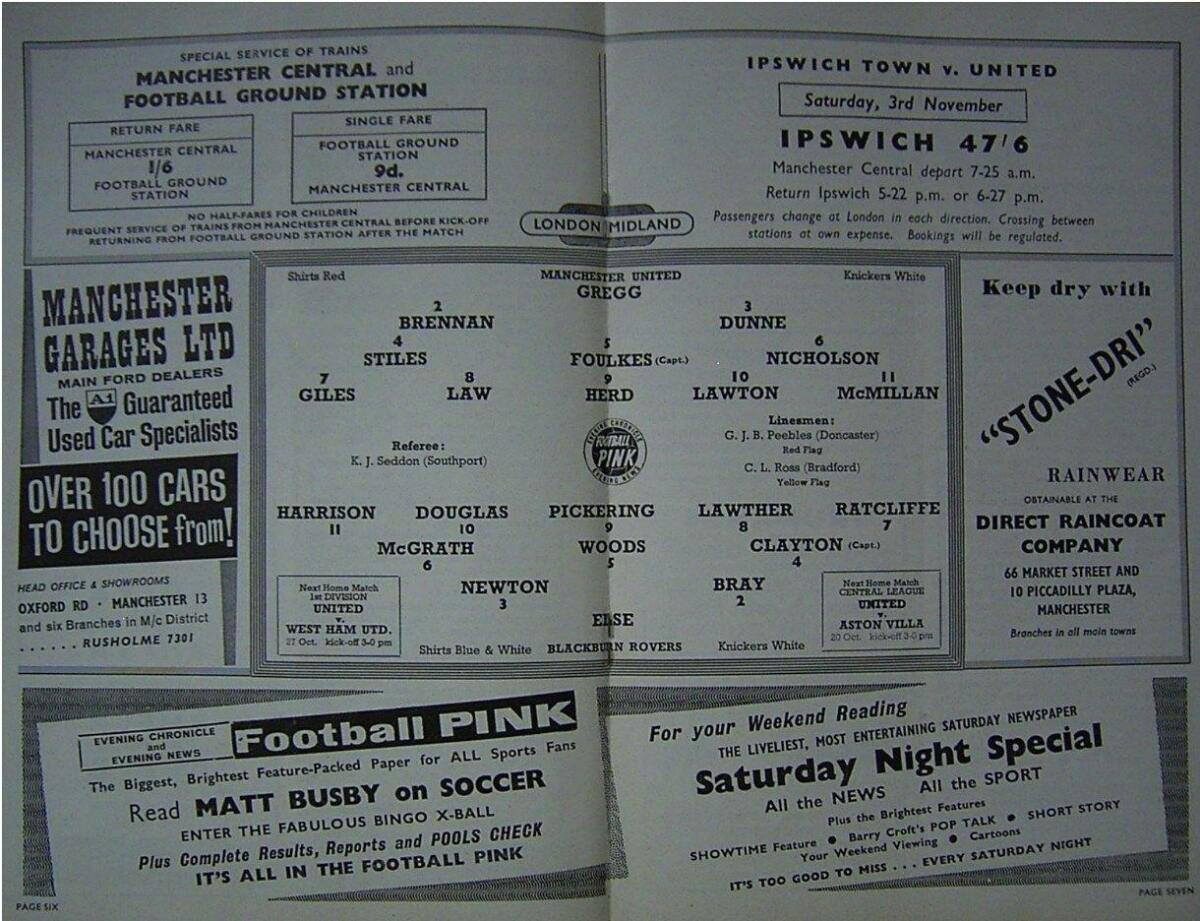 SPECIAL SERVICE OF TRAINS
MANCHESTER CENTRAL and
FOOTBALL GROUND STATION
RETURN FARE
MANCHESTER CENTRAL
1/6
FOOTBALL GROUND
STATION
SINGLE FARE
FOOTBALL GROUND
STATION
9d.
MANCHESTER CENTRAL
NO HALF-FARES FOR CHILDREN
FREQUENT SERVICE OF TRAINS FROM MANCHESTER CENTRAL BEFORE KICK-OFF
RETURNING FROM FOOTBALL GROUND STATION AFTER THE MATCH
LONDON MIDLAND
IPSWICH TOWN v. UNITED
Saturday, 3rd November
IPSWICH 47/6
Manchester Central depart 7-25 a.m.
Return Ipswich 5-22 p.m. or 6-27 p.m.
Passengers change at London in each direction. Crossing between
stations at own expense. Bookings will be regulated.
MANCHESTER
GARAGES LTD
MAIN FORD DEALERS
The A1 Guaranteed
Used Car Specialists
OVER 100 CARS
TO CHOOSE from!
HEAD OFFICE & SHOWROOMS
OXFORD RD · MANCHESTER 13
and six Branches in M/c District
...... RUSHOLME 7301
Shirts Red MANCHESTER UNITED Knickers White
GREGG
2 3
BRENNAN DUNNE
4 5 6
STILES FOULKES (Capt.) NICHOLSON
7 8 9 10 11
GILES LAW HERD LAWTON McMILLAN
Referee:
K. J. Seddon (Southport)
EVENING CHRONICLE
FOOTBALL
PINK
EVENING NEWS
Linesmen:
G. J. B. Peebles (Doncaster)
Red Flag
C. L. Ross (Bradford)
Yellow Flag
HARRISON DOUGLAS PICKERING LAWTHER RATCLIFFE
11 10 9 8 7
McGRATH WOODS CLAYTON (Capt.)
6 5 4
NEWTON BRAY
3 2
ELSE
Next Home Match
1st DIVISION
UNITED
v.
WEST HAM UTD.
27 Oct. kick-off 3-0 pm
Next Home Match
CENTRAL LEAGUE
UNITED
v.
ASTON VILLA
20 Oct. kick-off 3-0 pm
Shirts Blue & White BLACKBURN ROVERS Knickers White
Keep dry with
"STONE-DRI"
(REGD.)
RAINWEAR
OBTAINABLE AT THE
DIRECT RAINCOAT
COMPANY
66 MARKET STREET AND
10 PICCADILLY PLAZA,
MANCHESTER
Branches in all main towns
EVENING CHRONICLE
and
EVENING NEWS
Football PINK
The Biggest, Brightest Feature-Packed Paper for ALL Sports Fans
Read MATT BUSBY on SOCCER
ENTER THE FABULOUS BINGO X-BALL
Plus Complete Results, Reports and POOLS CHECK
IT'S ALL IN THE FOOTBALL PINK
For your Weekend Reading
THE LIVELIEST, MOST ENTERTAINING SATURDAY NEWSPAPER
Saturday Night Special
All the NEWS All the SPORT
Plus the Brightest Features
SHOWTIME Feature ● Barry Croft's POP TALK ● SHORT STORY
Your Weekend Viewing ● Cartoons
IT'S TOO GOOD TO MISS ... EVERY SATURDAY NIGHT
PAGE SIX
PAGE SEVEN